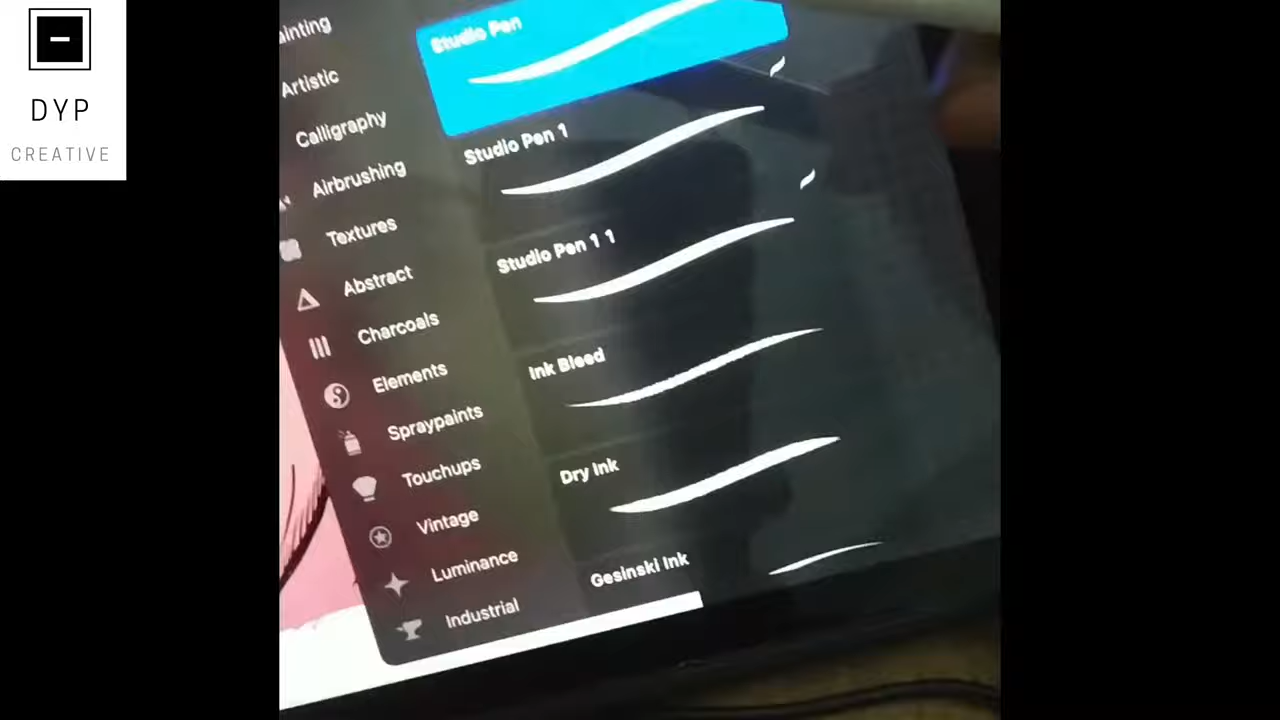 DYP
CREATIVE
ainting
Artistic
Calligraphy
Airbrushing
Textures
Abstract
Charcoals
Elements
Spraypaints
Touchups
Vintage
Luminance
Industrial
Studio Pen
Studio Pen 1
Studio Pen 1 1
Ink Bleed
Dry Ink
Gesinski Ink